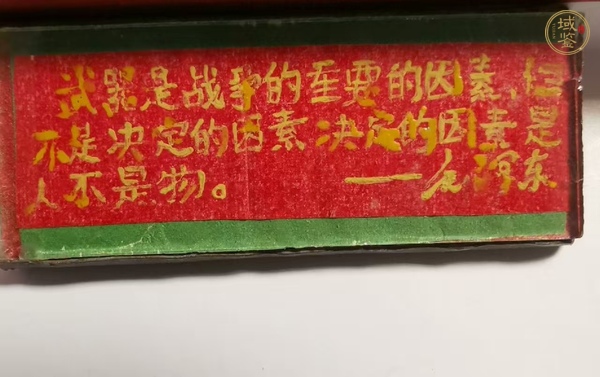 武器是战争的重要的因素,但
不是决定的因素 决定的因素是
人不是物。 ——毛泽东
域鉴